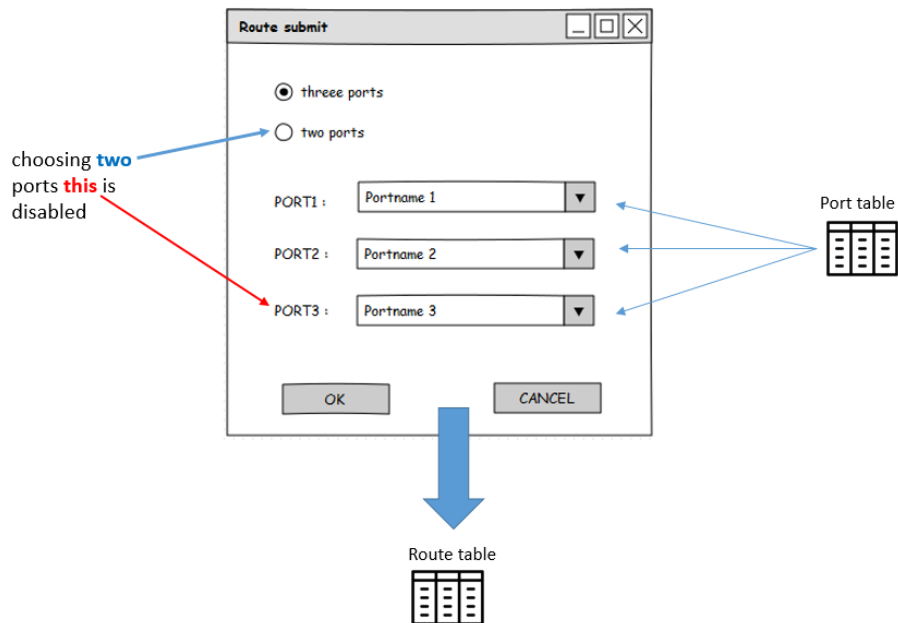 Route submit
threee ports
two ports
choosing two
ports this is
disabled
PORT1 : Portname 1
Port table
PORT2 : Portname 2
PORT3 : Portname 3
OK CANCEL
Route table